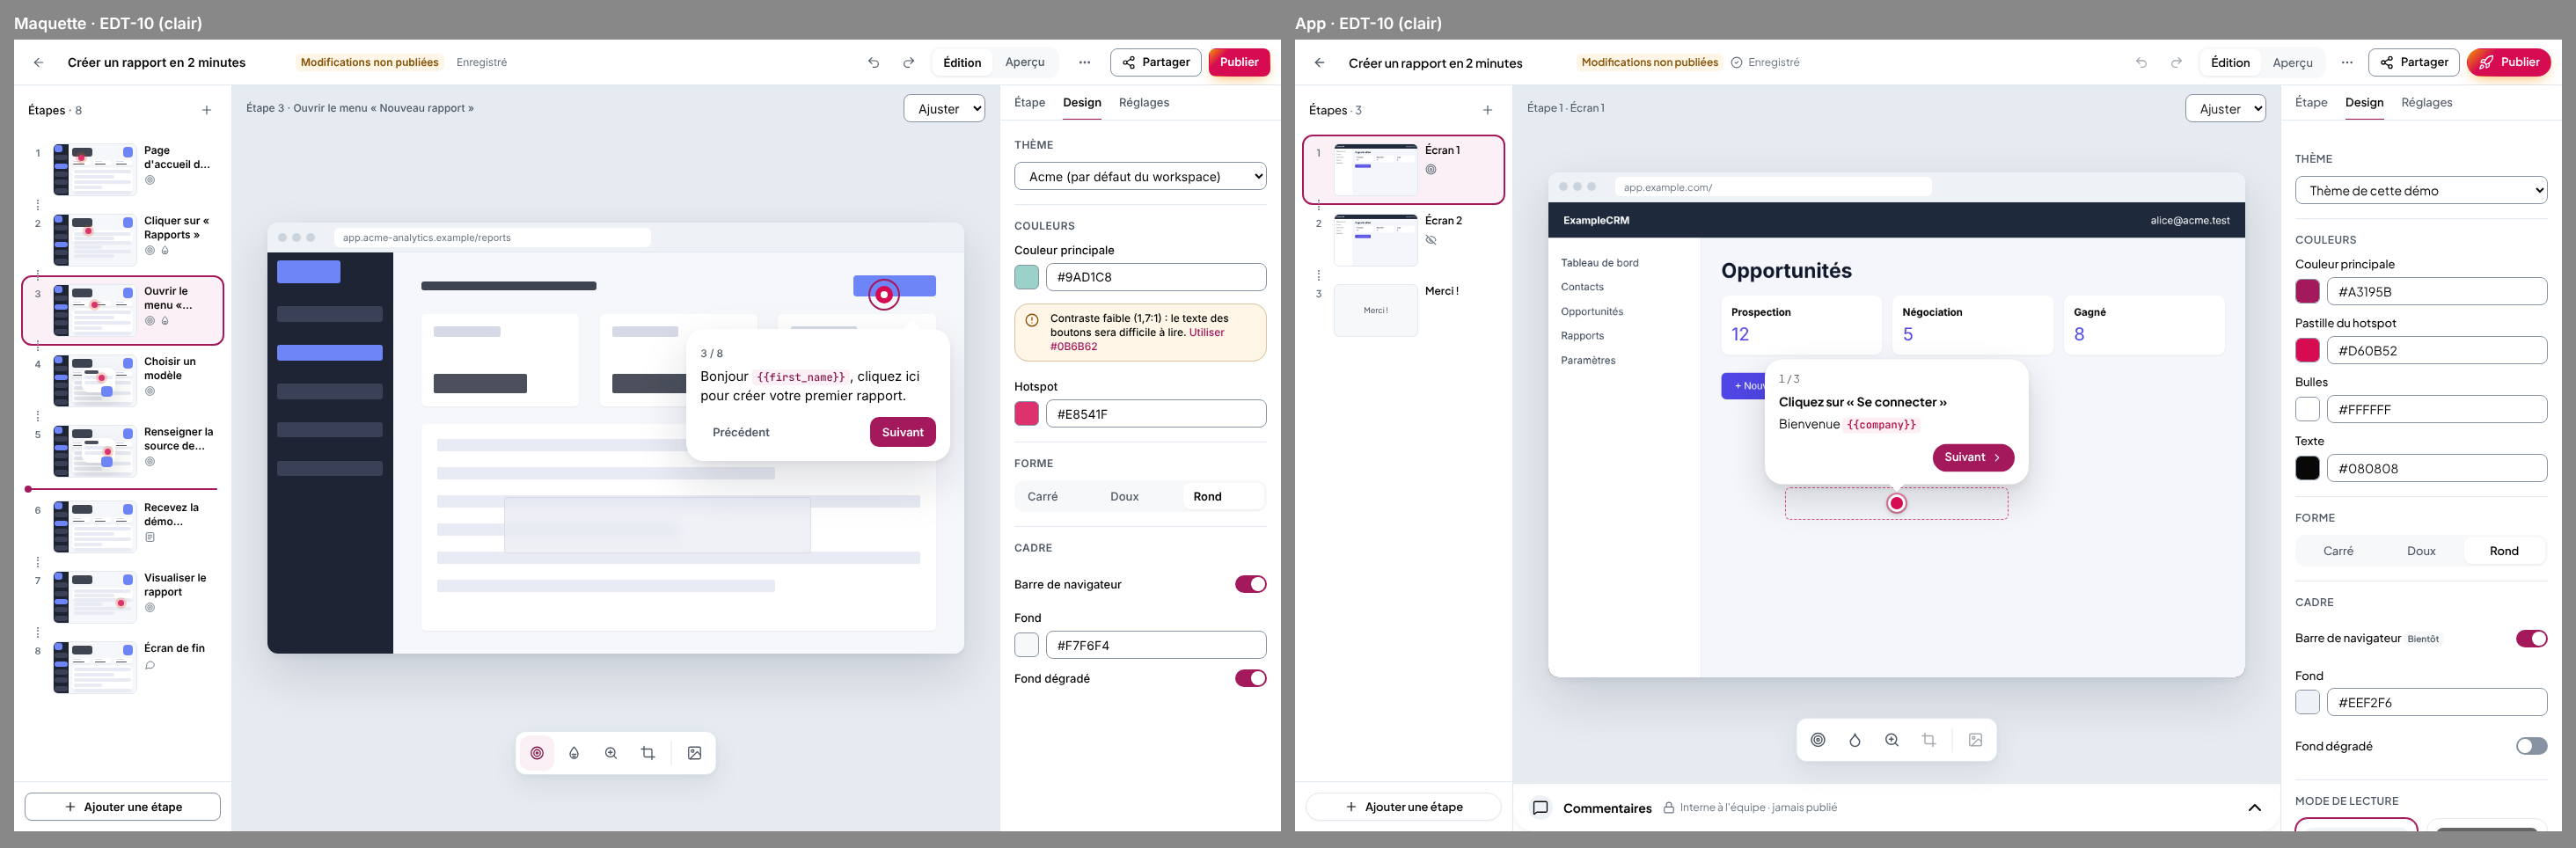 Maquette · EDT-10 (clair)
Créer un rapport en 2 minutes
Modifications non publiées
Enregistré
Édition
Aperçu
Partager
Publier
Étapes · 8
1
Page
d'accueil d...
2
Cliquer sur «
Rapports »
3
Ouvrir le
menu «...
4
Choisir un
modèle
5
Renseigner la
source de...
6
Recevez la
démo...
7
Visualiser le
rapport
8
Écran de fin
Ajouter une étape
Étape 3 · Ouvrir le menu « Nouveau rapport »
Ajuster
app.acme-analytics.example/reports
3 / 8
Bonjour {{first_name}}, cliquez ici
pour créer votre premier rapport.
Précédent
Suivant
Étape
Design
Réglages
THÈME
Acme (par défaut du workspace)
COULEURS
Couleur principale
#9AD1C8
Contraste faible (1,7:1) : le texte des
boutons sera difficile à lire. Utiliser
#0B6B62
Hotspot
#E8541F
FORME
Carré
Doux
Rond
CADRE
Barre de navigateur
Fond
#F7F6F4
Fond dégradé
App · EDT-10 (clair)
Créer un rapport en 2 minutes
Modifications non publiées
Enregistré
Édition
Aperçu
Partager
Publier
Étapes · 3
1
Écran 1
2
Écran 2
3
Merci !
Merci !
Ajouter une étape
Étape 1 · Écran 1
Ajuster
app.example.com/
ExampleCRM
alice@acme.test
Tableau de bord
Contacts
Opportunités
Rapports
Paramètres
Opportunités
Prospection
12
Négociation
5
Gagné
8
+ Nouv
1 / 3
Cliquez sur « Se connecter »
Bienvenue {{company}}
Suivant
Commentaires
Interne à l'équipe · jamais publié
Étape
Design
Réglages
THÈME
Thème de cette démo
COULEURS
Couleur principale
#A3195B
Pastille du hotspot
#D60B52
Bulles
#FFFFFF
Texte
#080808
FORME
Carré
Doux
Rond
CADRE
Barre de navigateur
Bientôt
Fond
#EEF2F6
Fond dégradé
MODE DE LECTURE